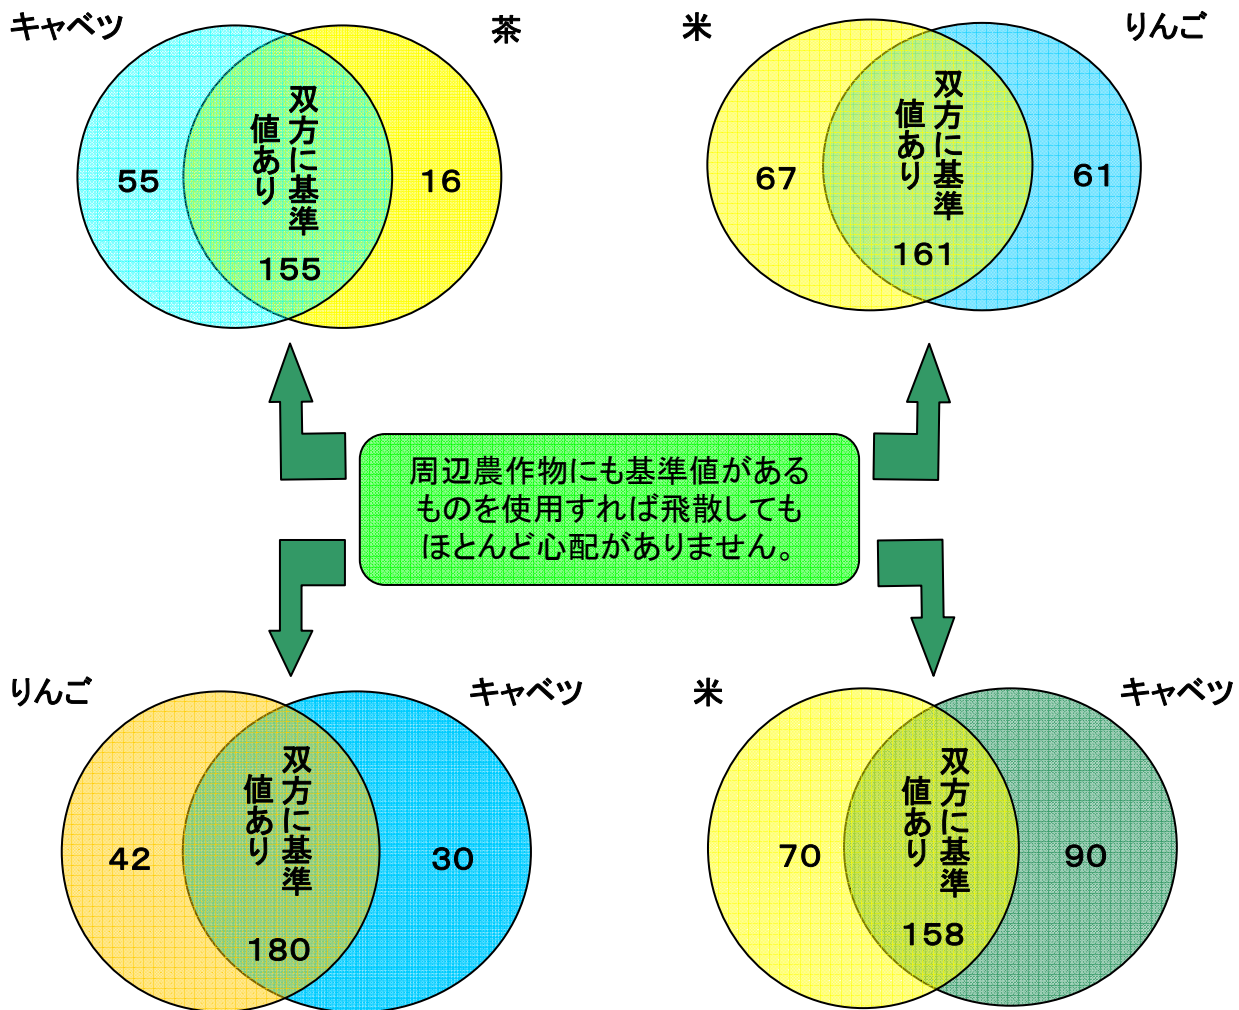 キャベツ
茶
双方に基準
値あり
55
16
155
米
りんご
双方に基準
値あり
67
61
161
周辺農作物にも基準値がある
ものを使用すれば飛散しても
ほとんど心配がありません。
りんご
キャベツ
双方に基準
値あり
42
30
180
米
キャベツ
双方に基準
値あり
70
90
158